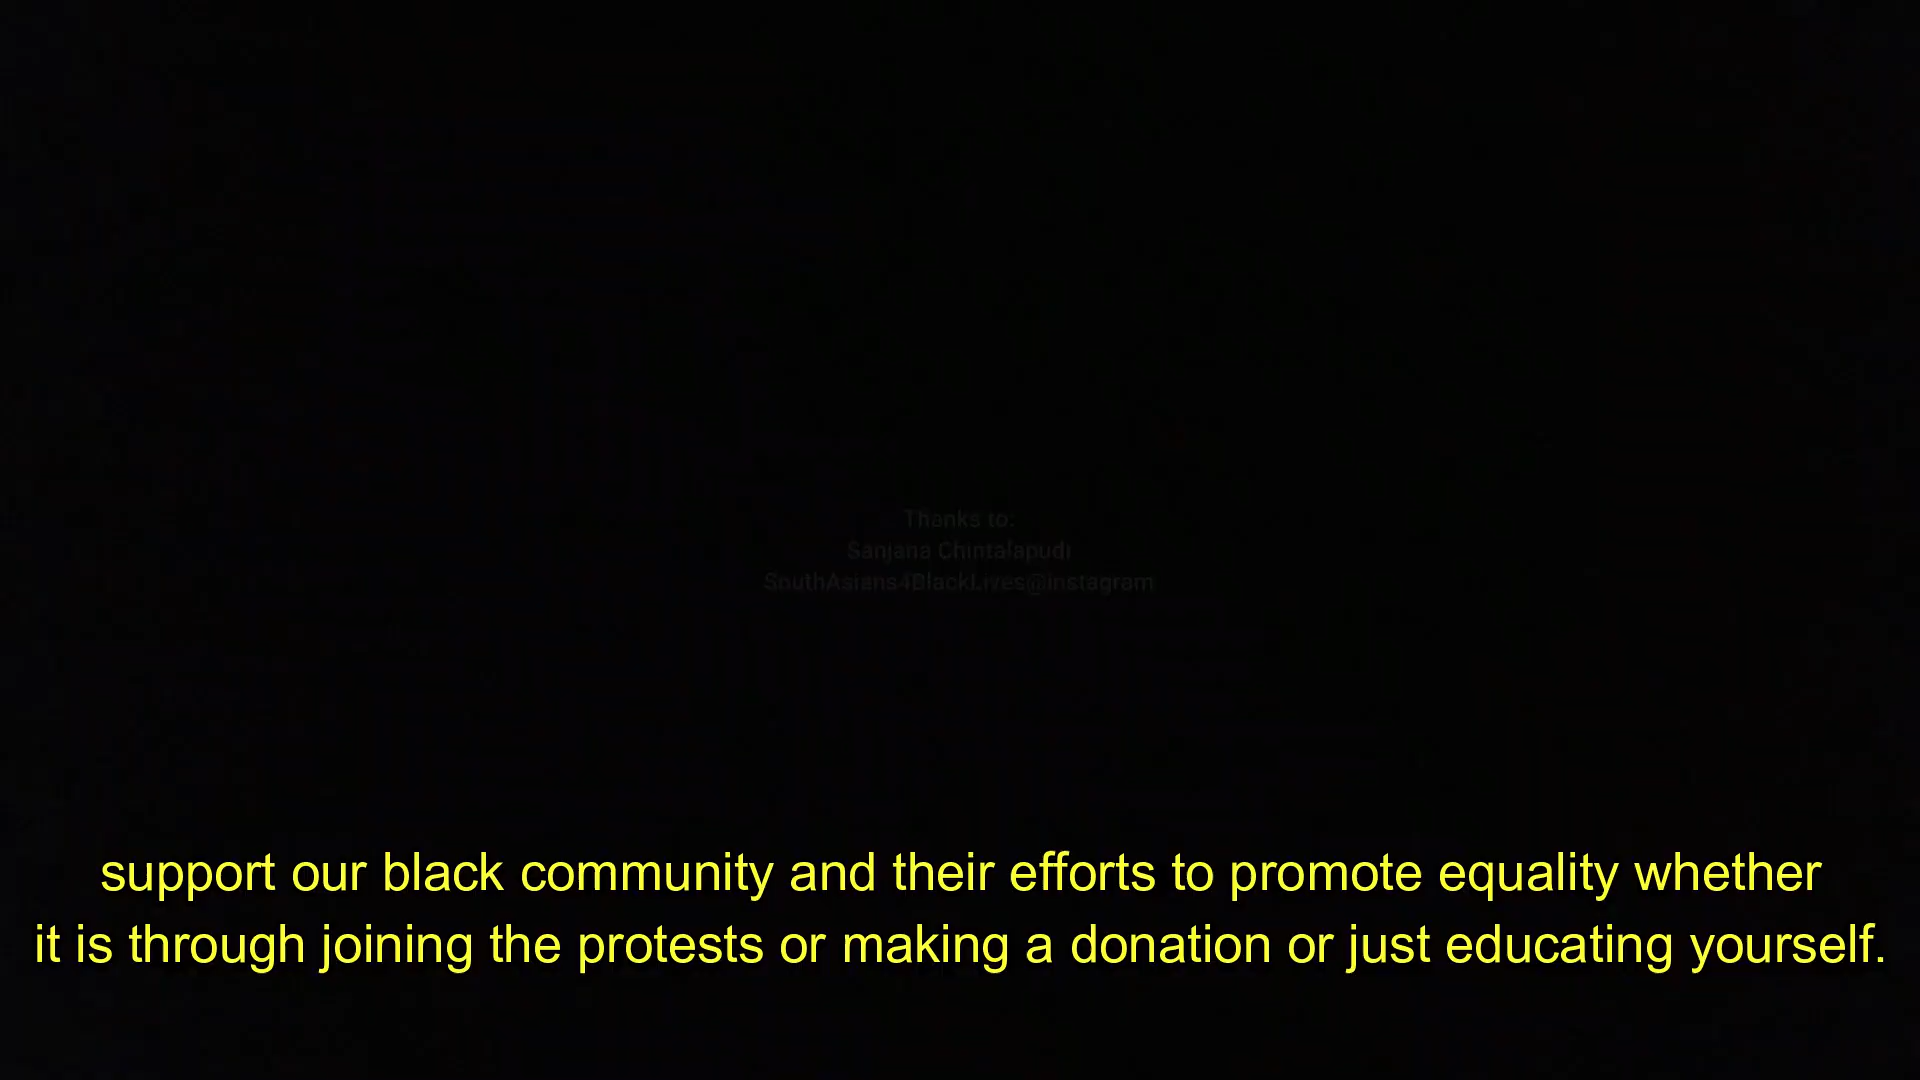 Thanks to:
Sanjana Chintalapudi
SouthAsians4BlackLives@instagram
support our black community and their efforts to promote equality whether
it is through joining the protests or making a donation or just educating yourself.